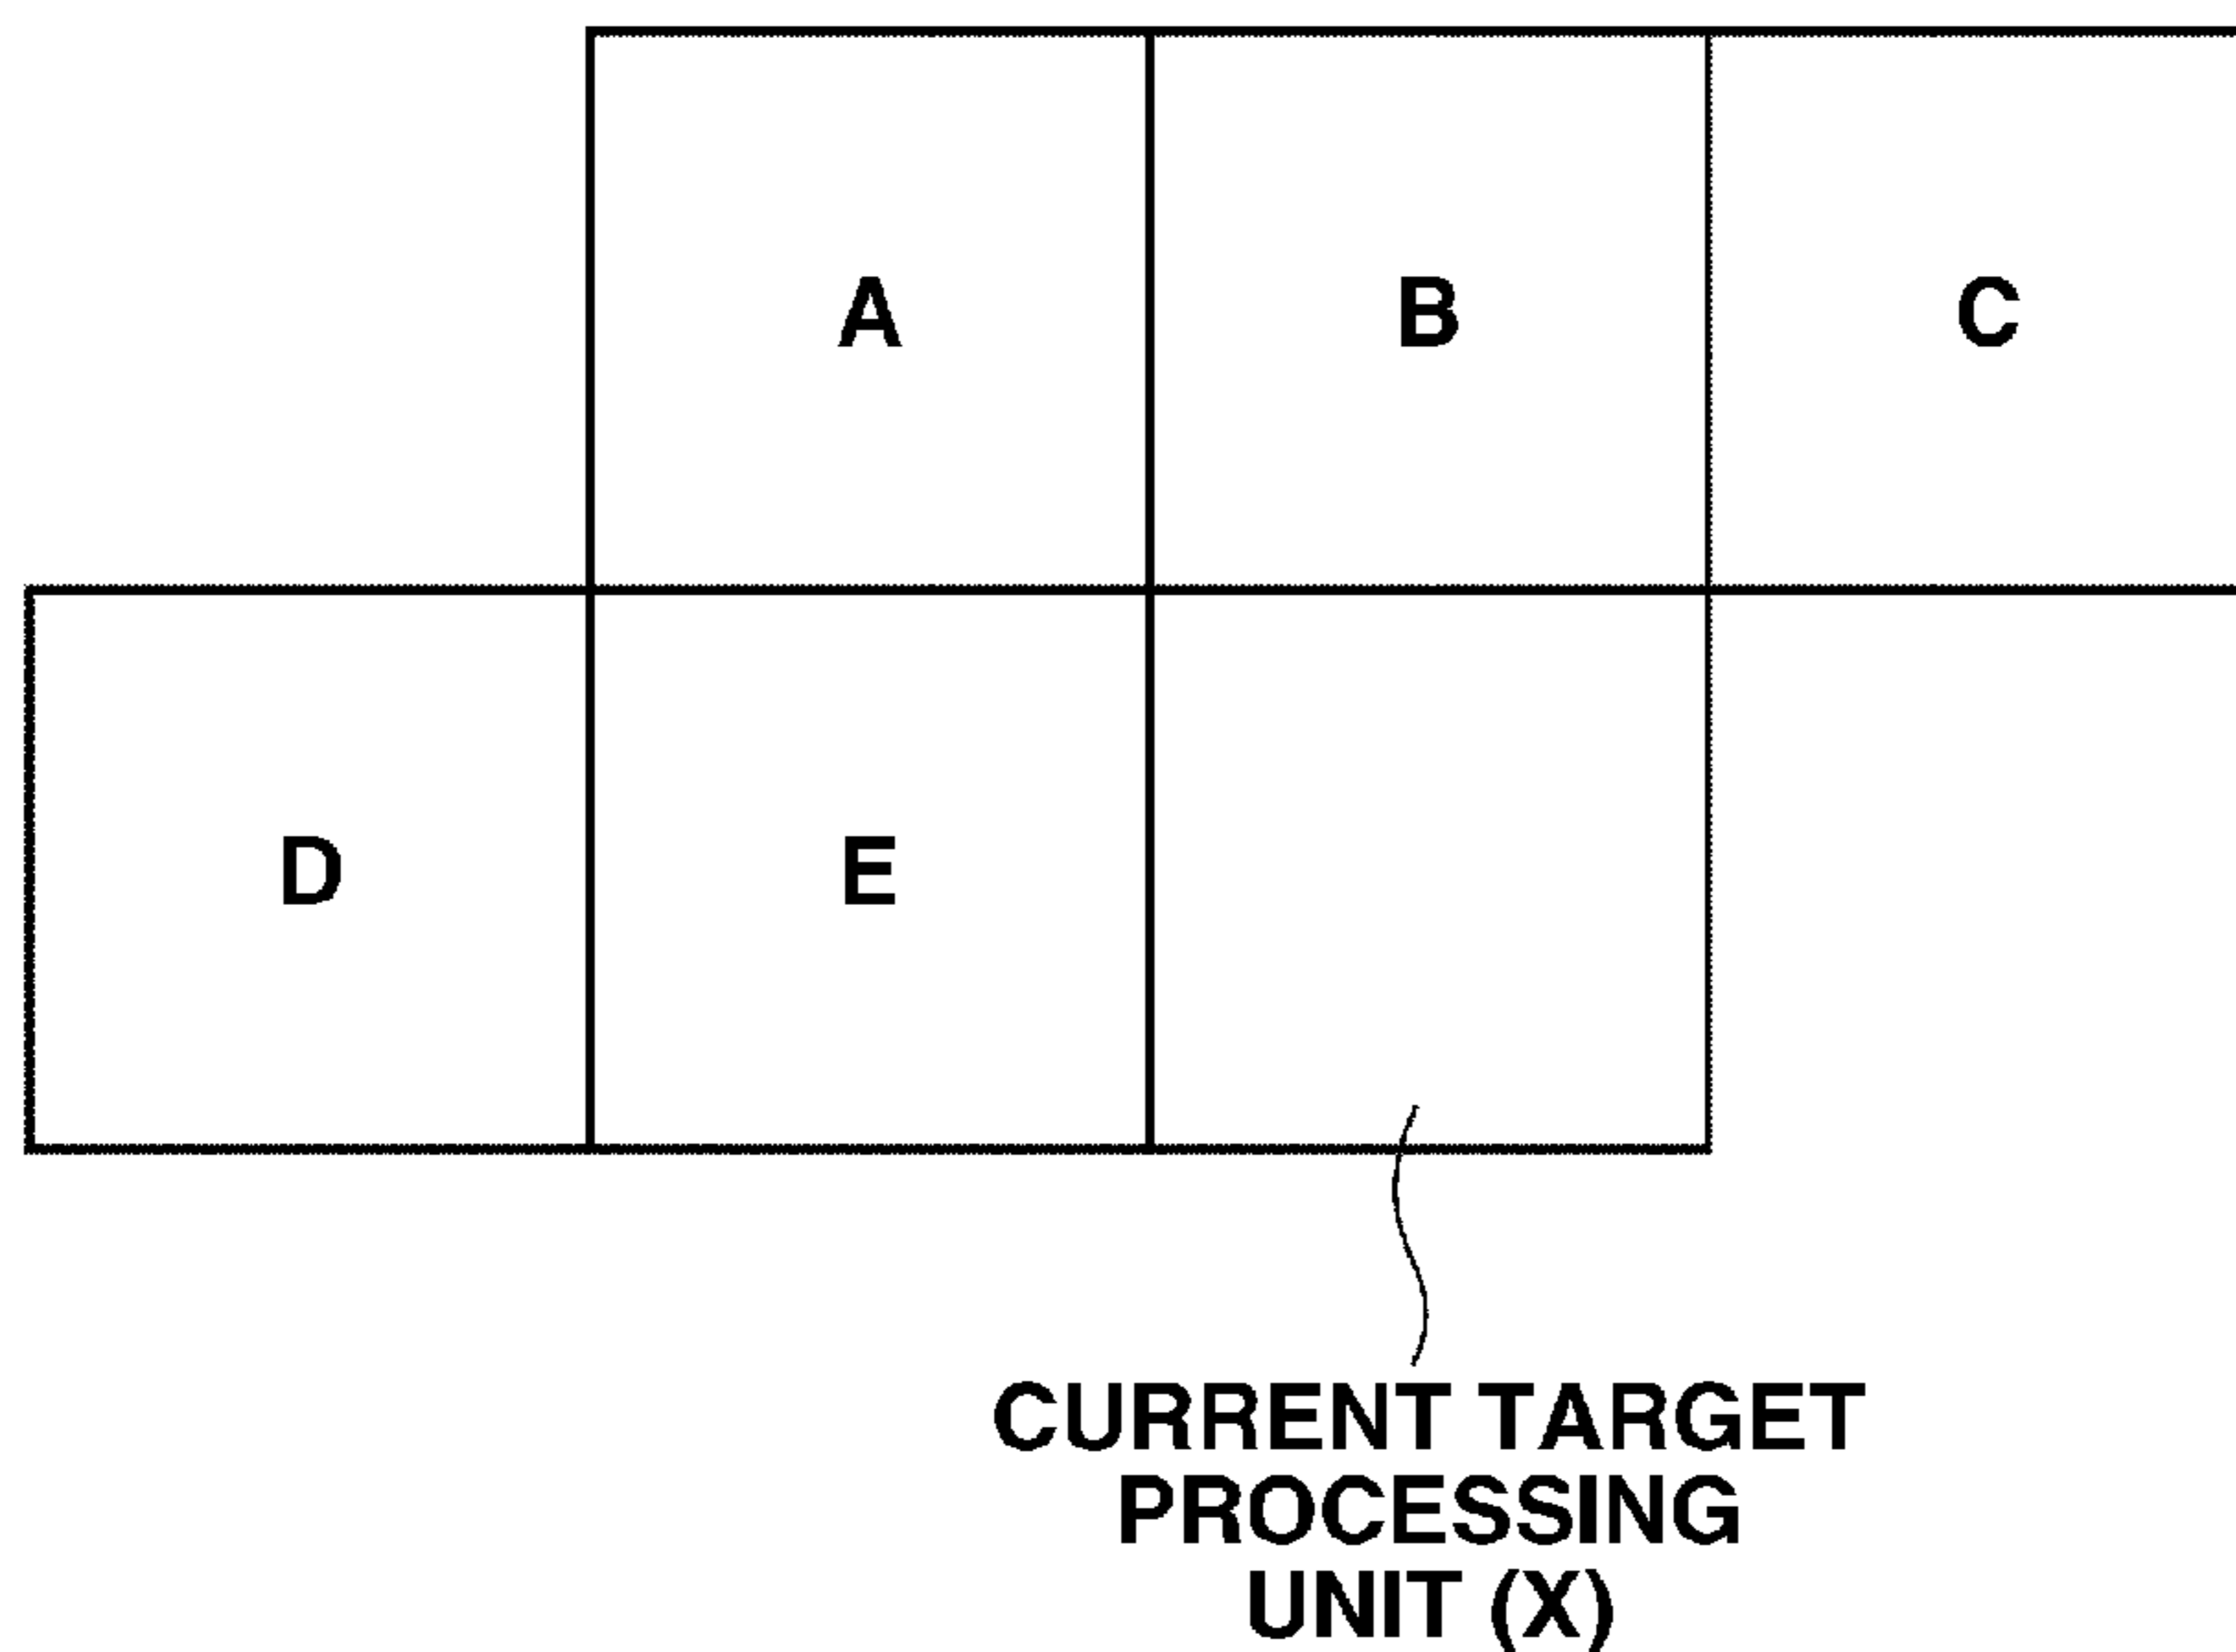 A B C
D E
CURRENT TARGET
PROCESSING
UNIT (X)